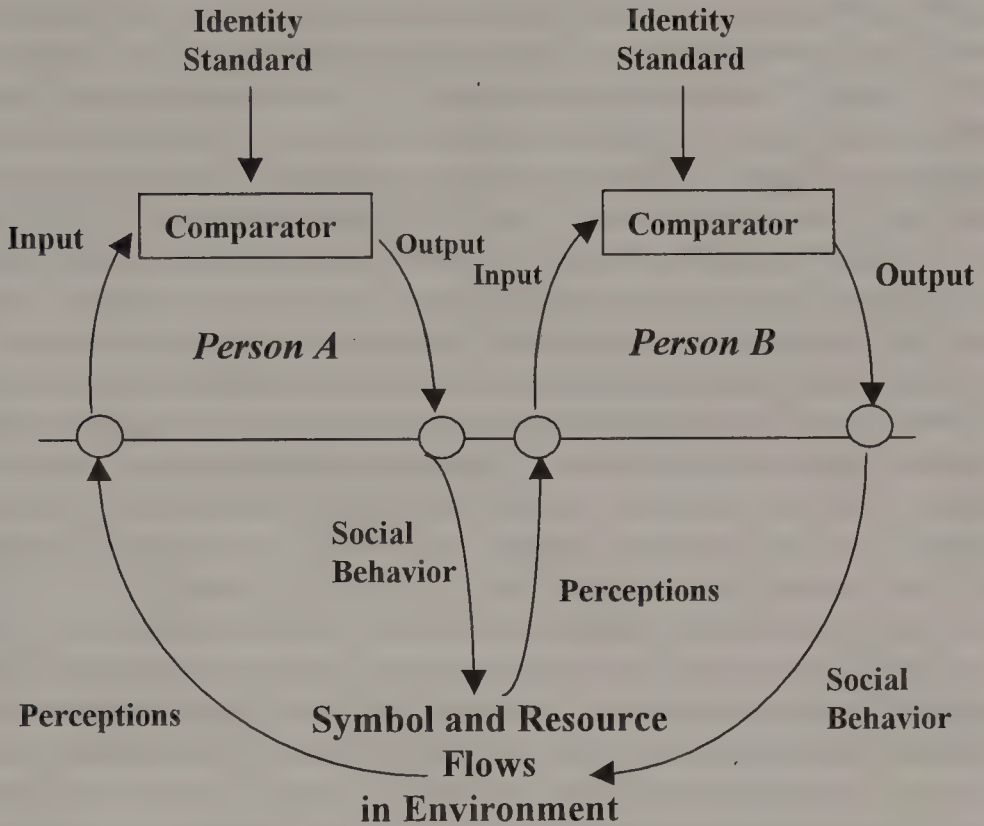 Identity
Standard
Identity
Standard
Input
Comparator
Output
Input
Comparator
Output
Person A
Person B
Social
Behavior
Perceptions
Perceptions
Symbol and Resource
Flows
in Environment
Social
Behavior